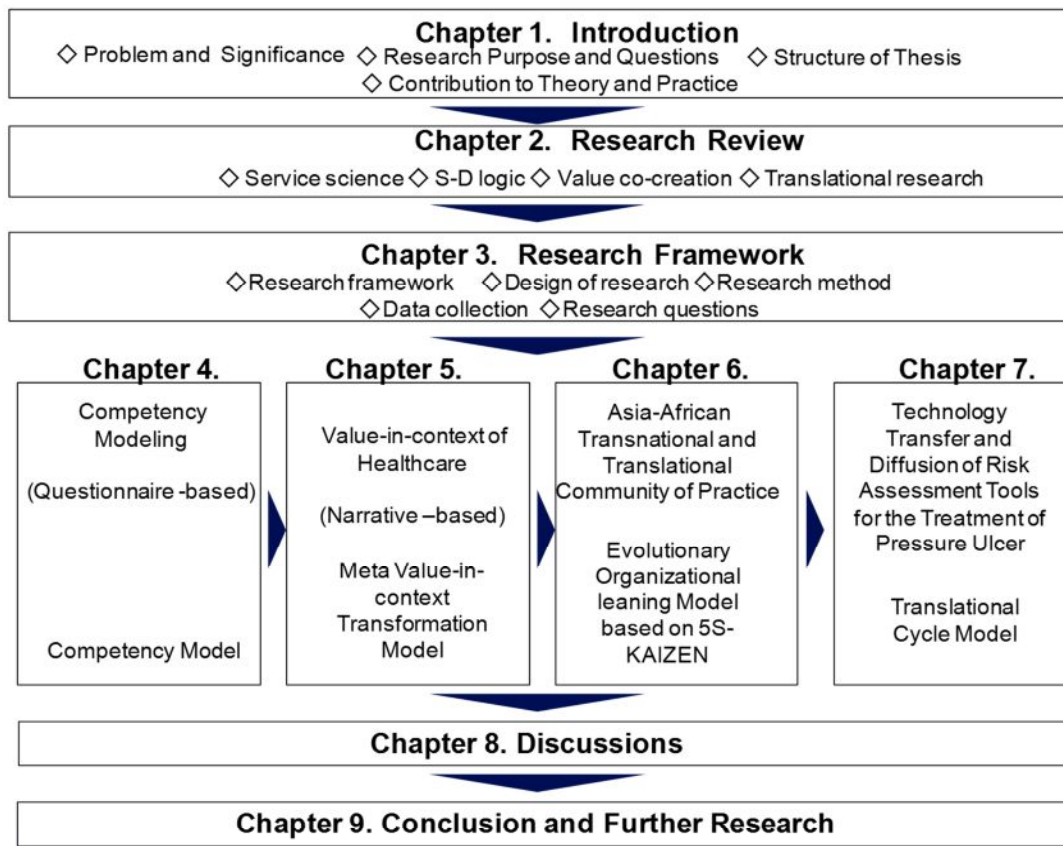 Chapter 1.  Introduction
◇ Problem and  Significance  ◇ Research Purpose and Questions  ◇ Structure of Thesis
◇ Contribution to Theory and Practice
Chapter 2.  Research Review
◇ Service science ◇ S-D logic ◇ Value co-creation ◇ Translational research
Chapter 3.  Research Framework
◇Research framework  ◇ Design of research ◇ Research method
◇Data collection ◇ Research questions
Chapter 4.
Competency
Modeling
(Questionnaire -based)
Competency Model
Chapter 5.
Value-in-context of
Healthcare
(Narrative –based)
Meta Value-in-
context
Transformation
Model
Chapter 6.
Asia-African
Transnational and
Translational
Community of Practice
Evolutionary
Organizational
leaning Model
based on 5S-
KAIZEN
Chapter 7.
Technology
Transfer and
Diffusion of Risk
Assessment Tools
for the Treatment of
Pressure Ulcer
Translational
Cycle Model
Chapter 8. Discussions
Chapter 9. Conclusion and Further Research